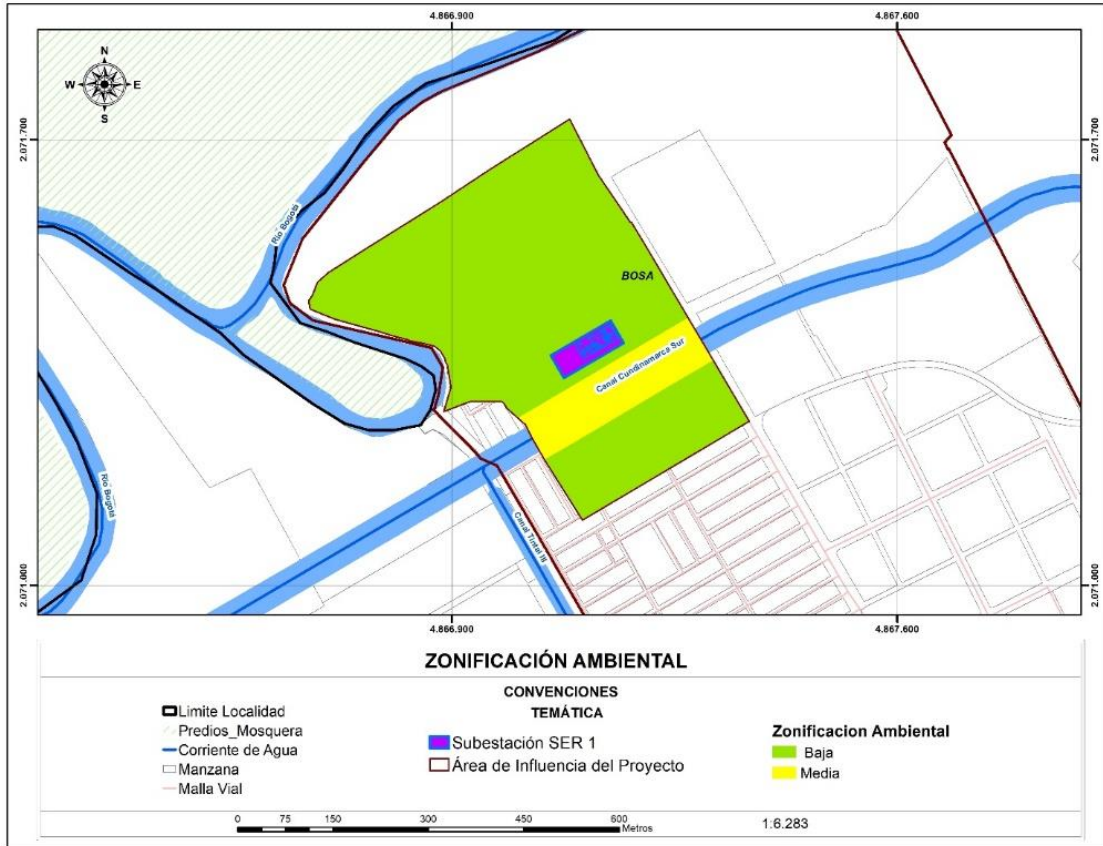 4.866.900
4.867.600
N
W
E
S
2.071.700
2.071.700
Río Bogotá
BOSA
Canal Cundinamarca Sur
Río Bogotá
Canal Tintal III
2.071.000
2.071.000
4.866.900
4.867.600
ZONIFICACIÓN AMBIENTAL
CONVENCIONES
TEMÁTICA
Limite Localidad
Predios_Mosquera
Corriente de Agua
Manzana
Malla Vial
Subestación SER 1
Área de Influencia del Proyecto
Zonificacion Ambiental
Baja
Media
0 75 150 300 450 600
Metros
1:6.283